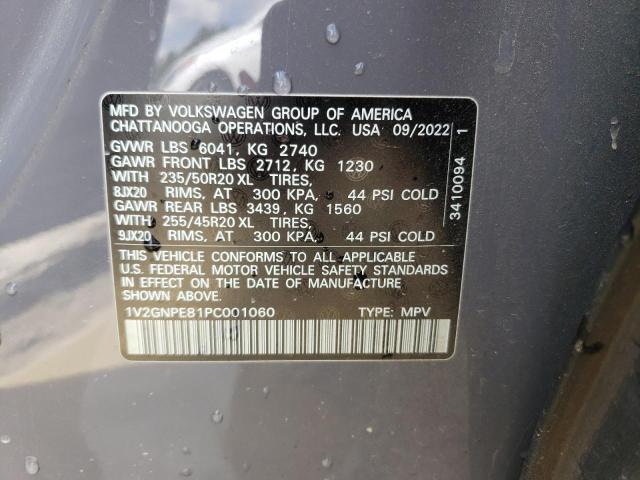 MFD BY VOLKSWAGEN GROUP OF AMERICA
CHATTANOOGA OPERATIONS, LLC. USA 09/2022
GVWR LBS 6041, KG 2740
GAWR FRONT LBS 2712, KG 1230
WITH 235/50R20 XL TIRES,
8JX20 RIMS, AT 300 KPA, 44 PSI COLD
GAWR REAR LBS 3439, KG 1560
WITH 255/45R20 XL TIRES,
9JX20 RIMS, AT 300 KPA, 44 PSI COLD
THIS VEHICLE CONFORMS TO ALL APPLICABLE
U.S. FEDERAL MOTOR VEHICLE SAFETY STANDARDS
IN EFFECT ON THE DATE OF MANUFACTURE
SHOWN ABOVE.
1V2GNPE81PC001060 TYPE: MPV
3410094 1